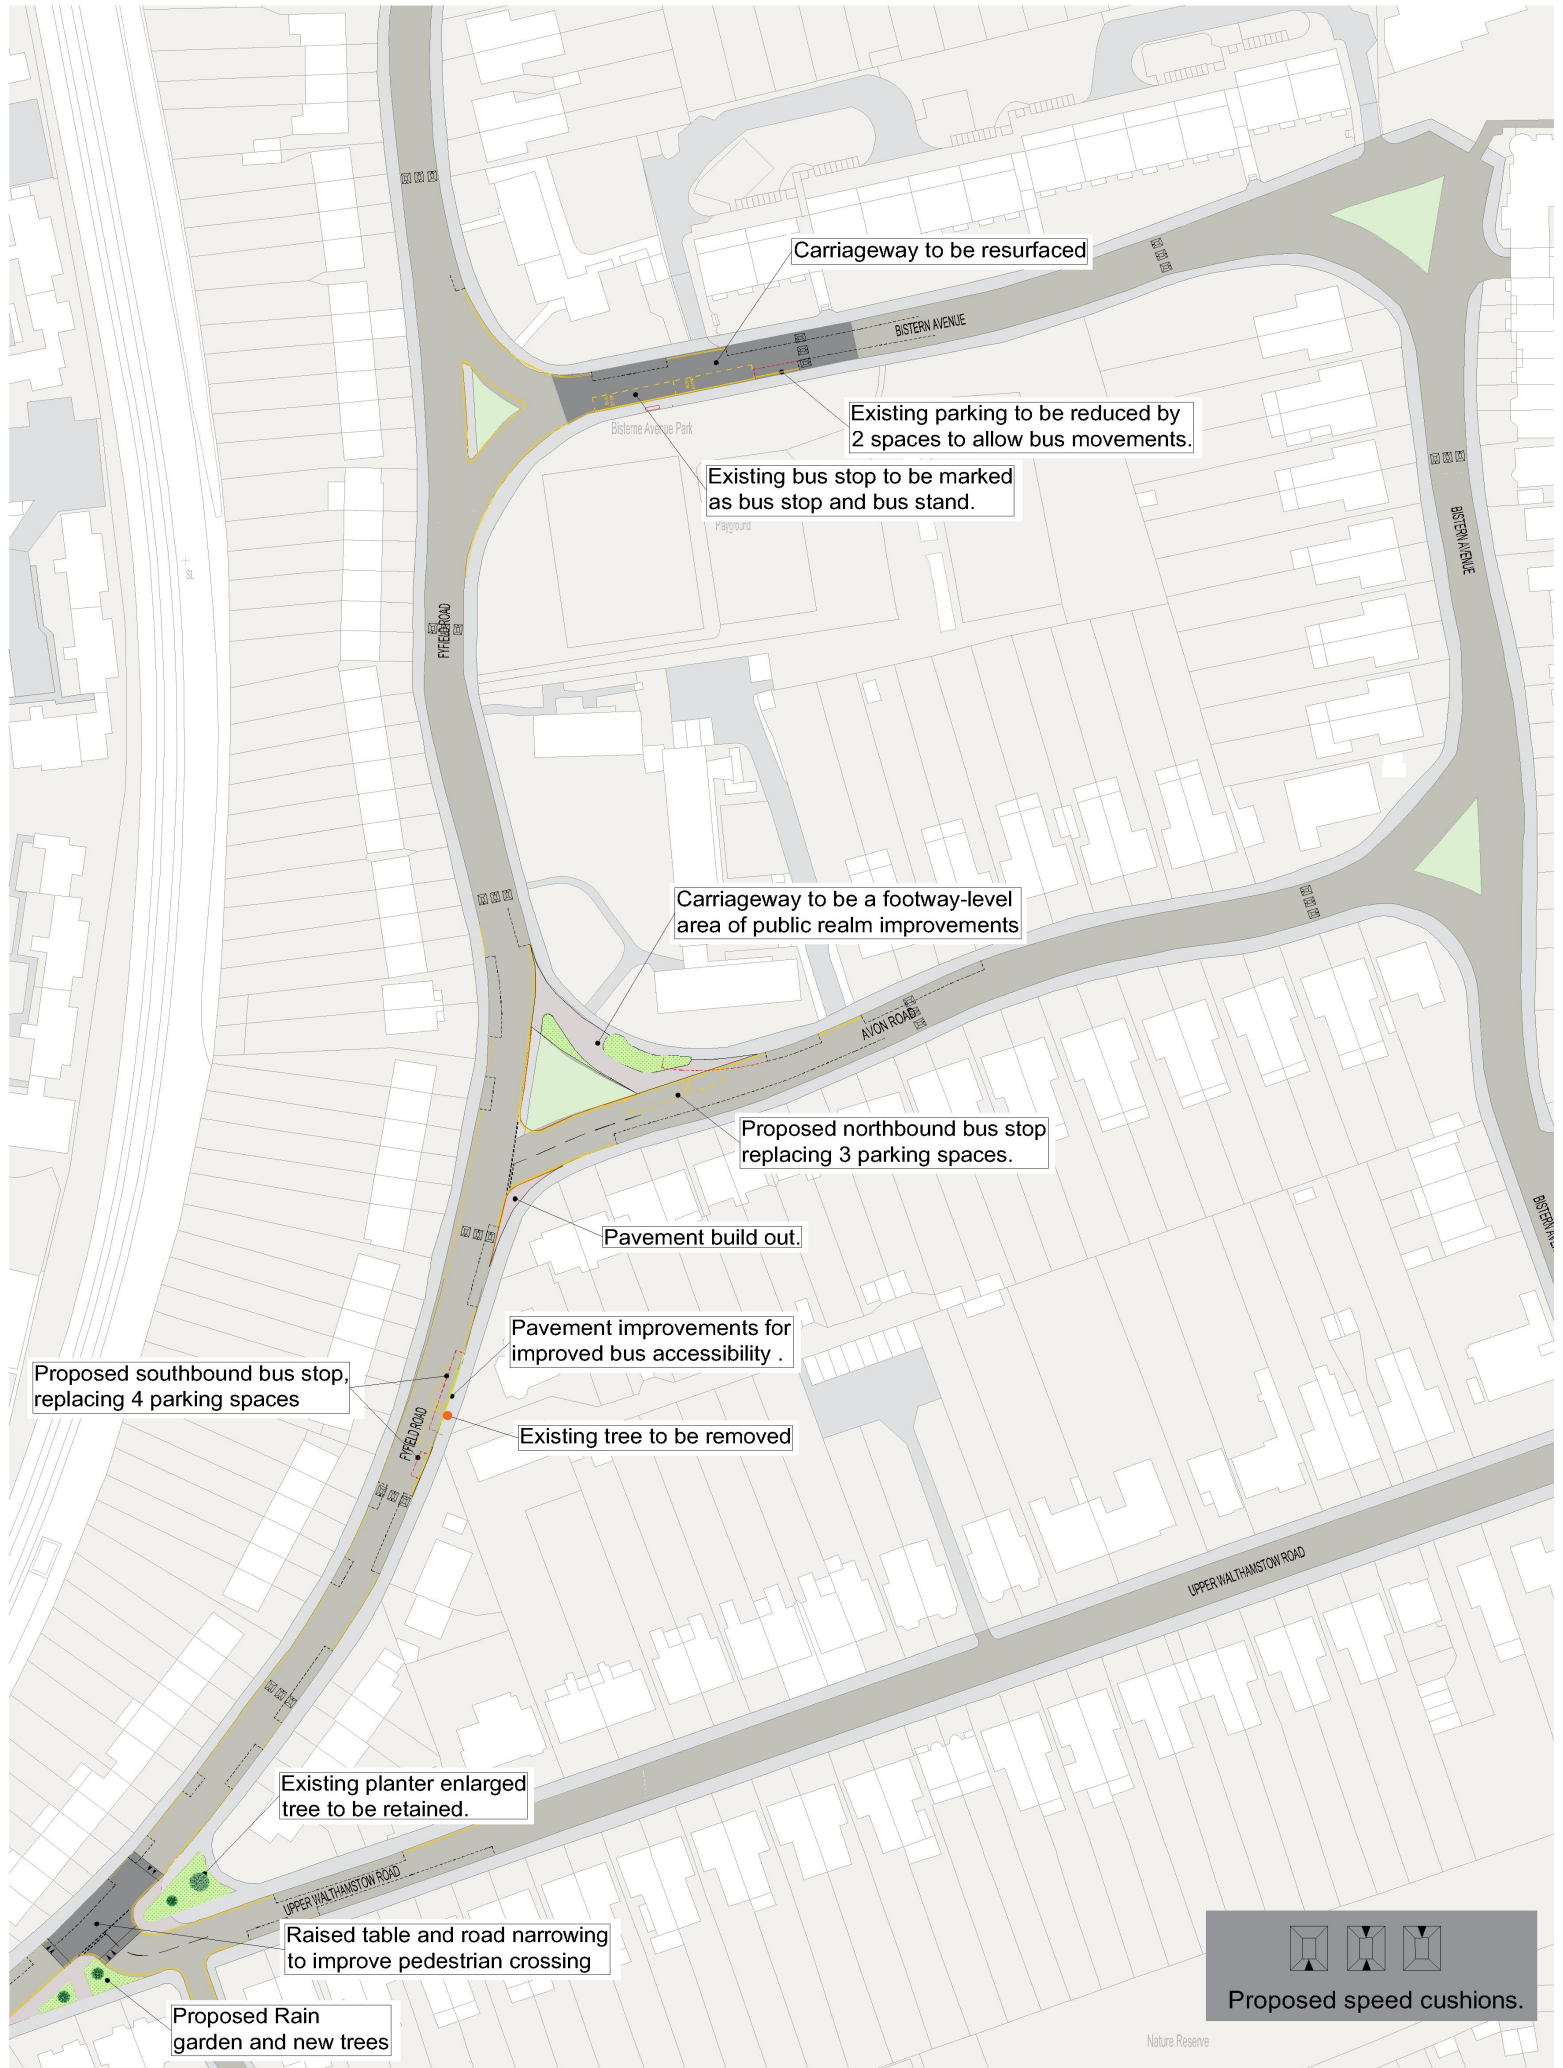 Carriageway to be resurfaced
BISTERN AVENUE
Existing parking to be reduced by
2 spaces to allow bus movements.
Bisterne Avenue Park
Existing bus stop to be marked
as bus stop and bus stand.
Playground
BISTERN AVENUE
SL
FYFIELD ROAD
Carriageway to be a footway-level
area of public realm improvements
AVON ROAD
Proposed northbound bus stop
replacing 3 parking spaces.
Pavement build out.
BISTERN AVE
Pavement improvements for
improved bus accessibility .
Proposed southbound bus stop,
replacing 4 parking spaces
FYFIELD ROAD
Existing tree to be removed
UPPER WALTHAMSTOW ROAD
Existing planter enlarged
tree to be retained.
UPPER WALTHAMSTOW ROAD
Raised table and road narrowing
to improve pedestrian crossing
Proposed speed cushions.
Proposed Rain
garden and new trees
Nature Reserve